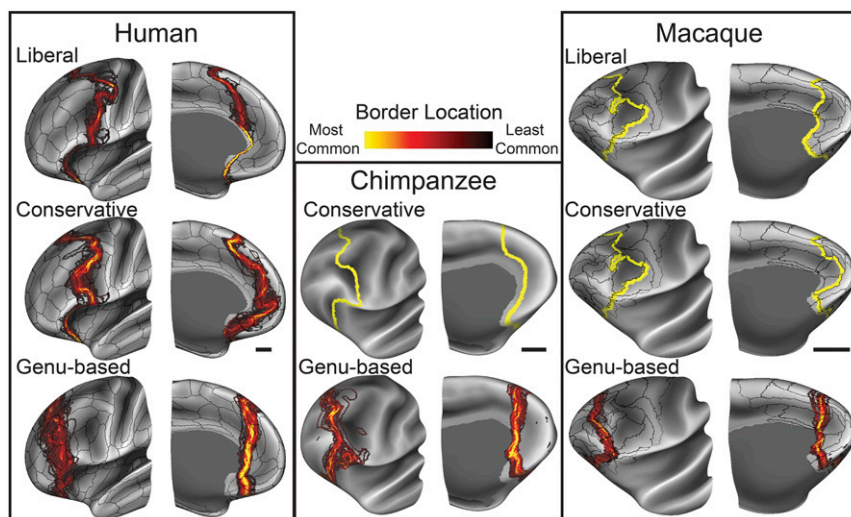 Human
Liberal
Conservative
Genu-based
Border Location
Most
Common
Least
Common
Chimpanzee
Conservative
Genu-based
Macaque
Liberal
Conservative
Genu-based